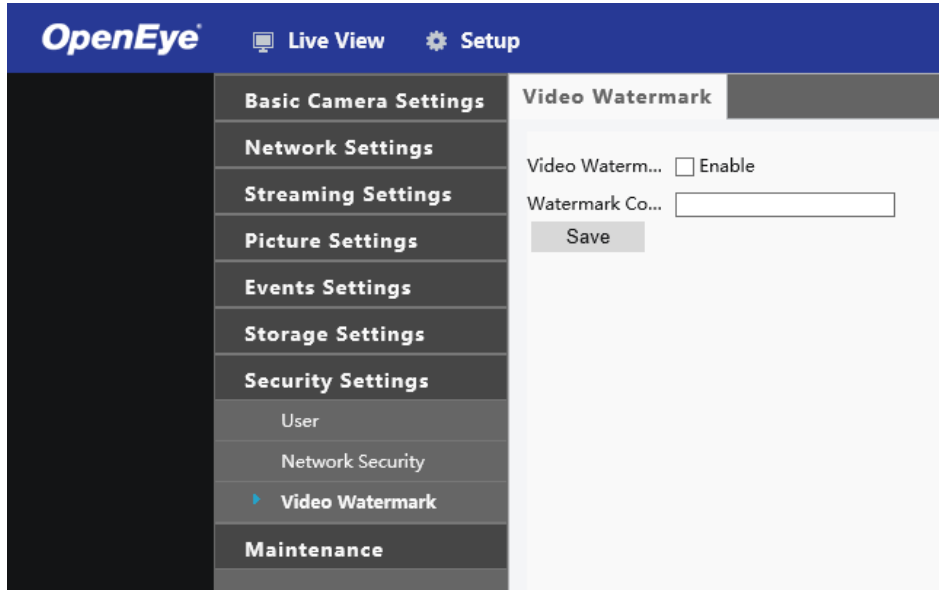 OpenEye Live View Setup
Basic Camera Settings
Network Settings
Streaming Settings
Picture Settings
Events Settings
Storage Settings
Security Settings
User
Network Security
Video Watermark
Maintenance
Video Watermark
Video Waterm... Enable
Watermark Co...
Save